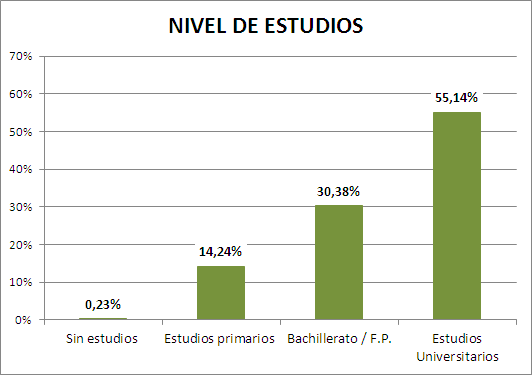 NIVEL DE ESTUDIOS
70%
60%
50%
40%
30%
20%
10%
0%
0,23%
14,24%
30,38%
55,14%
Sin estudios
Estudios primarios
Bachillerato / F.P.
Estudios
Universitarios